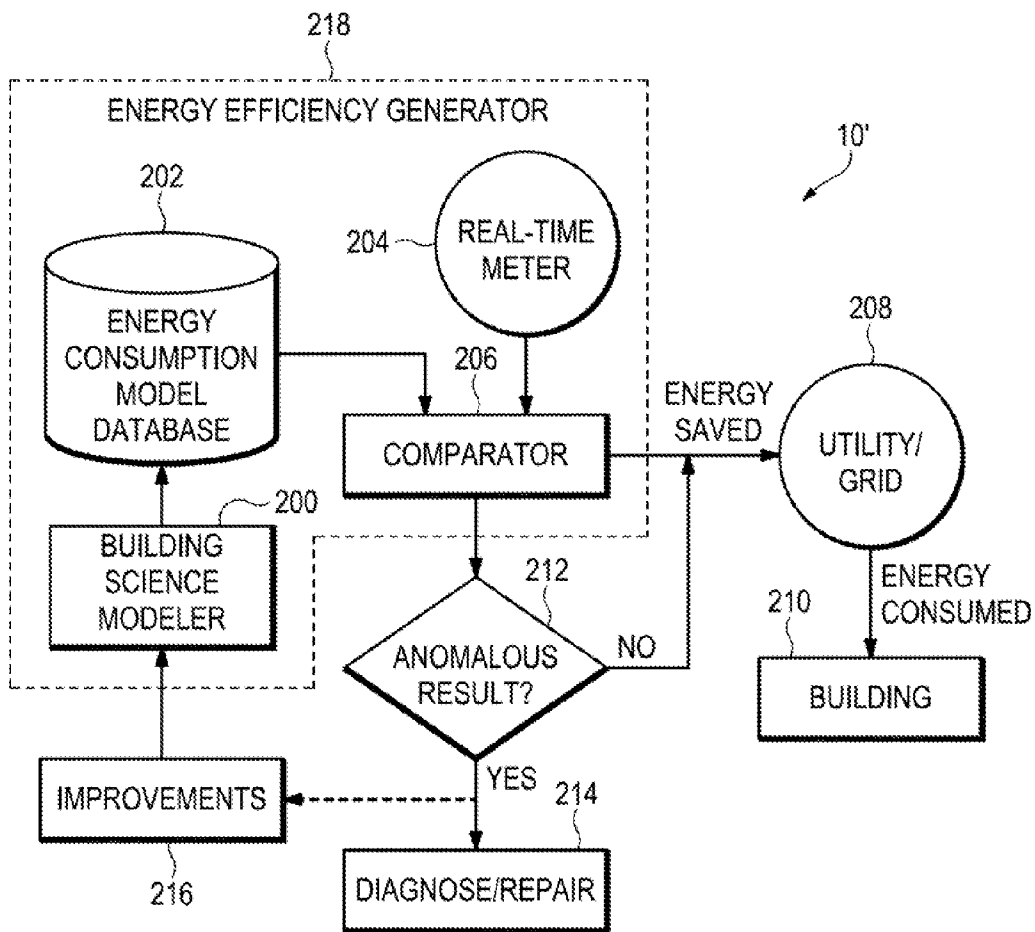 218
ENERGY EFFICIENCY GENERATOR
10'
202
204
REAL-TIME
METER
ENERGY
CONSUMPTION
MODEL
DATABASE
206
COMPARATOR
ENERGY
SAVED
208
UTILITY/
GRID
200
BUILDING
SCIENCE
MODELER
212
ANOMALOUS
RESULT?
NO
ENERGY
CONSUMED
210
BUILDING
YES
IMPROVEMENTS
216
214
DIAGNOSE/REPAIR